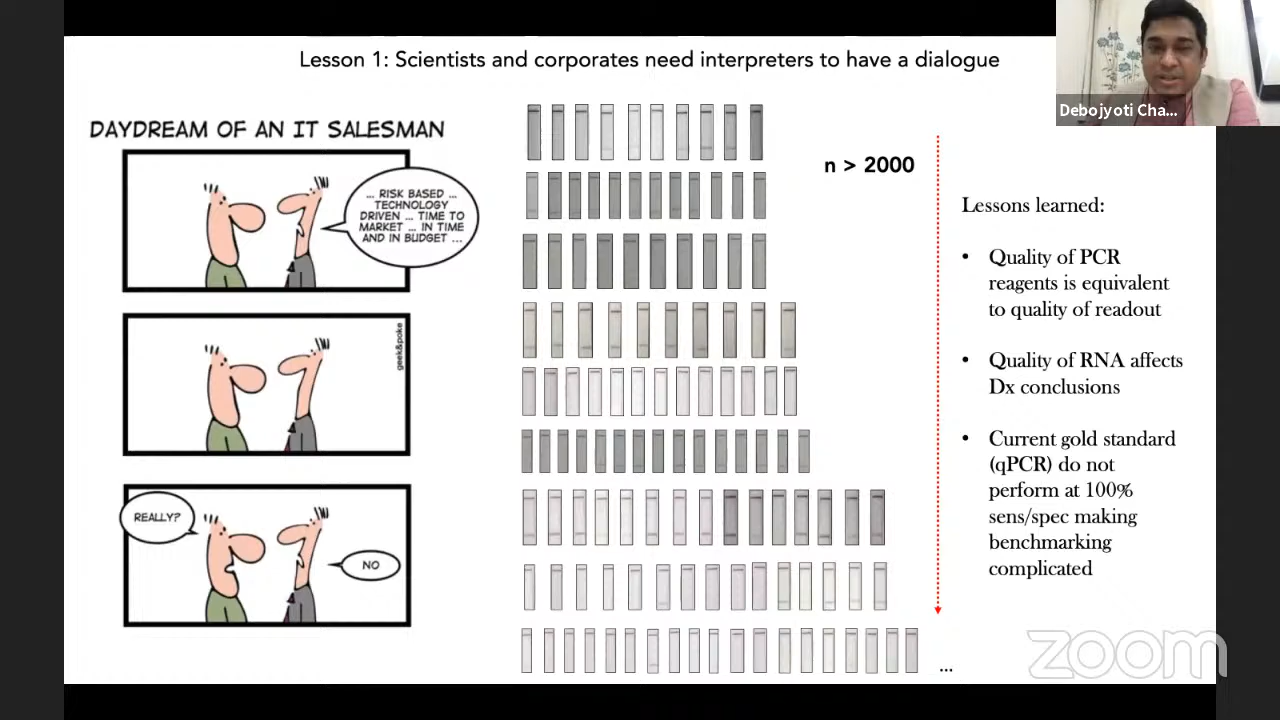 Lesson 1: Scientists and corporates need interpreters to have a dialogue
Debojyoti Cha...
DAYDREAM OF AN IT SALESMAN
... RISK BASED ...
TECHNOLOGY
DRIVEN ... TIME TO
MARKET ... IN TIME
AND IN BUDGET ...
geek&poke
REALLY?
NO
n > 2000
...
Lessons learned:
• Quality of PCR
reagents is equivalent
to quality of readout
• Quality of RNA affects
Dx conclusions
• Current gold standard
(qPCR) do not
perform at 100%
sens/spec making
benchmarking
complicated
zoom